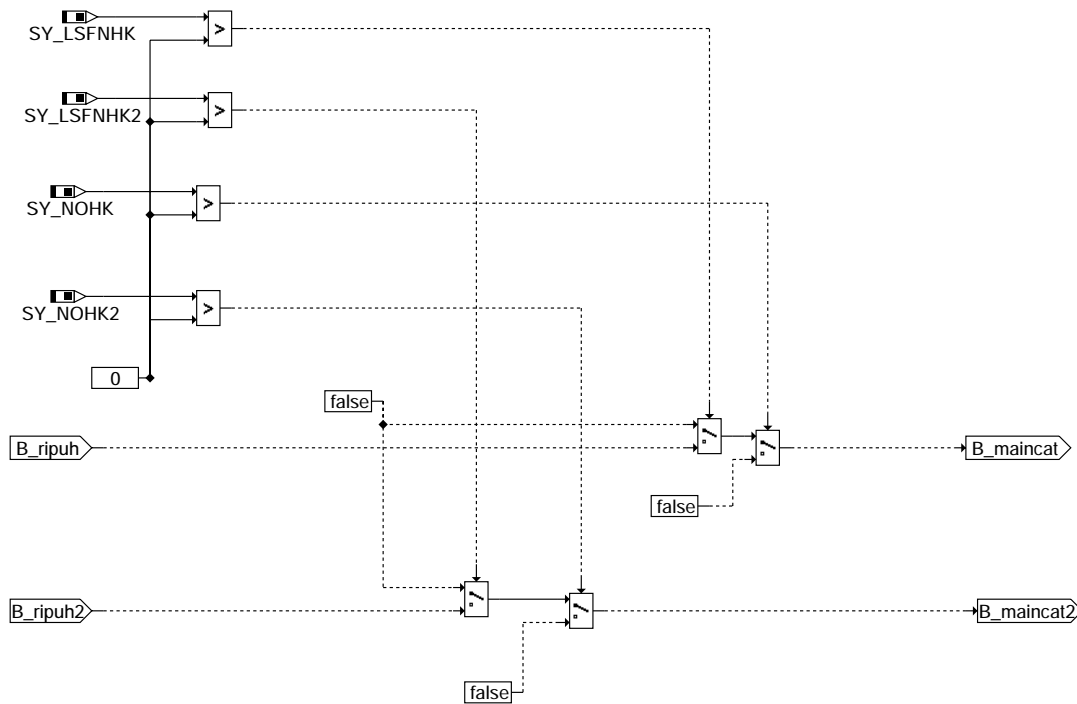 SY_LSFNHK
>
SY_LSFNHK2
>
SY_NOHK
>
SY_NOHK2
>
0
false
B_ripuh
B_maincat
false
B_ripuh2
B_maincat2
false